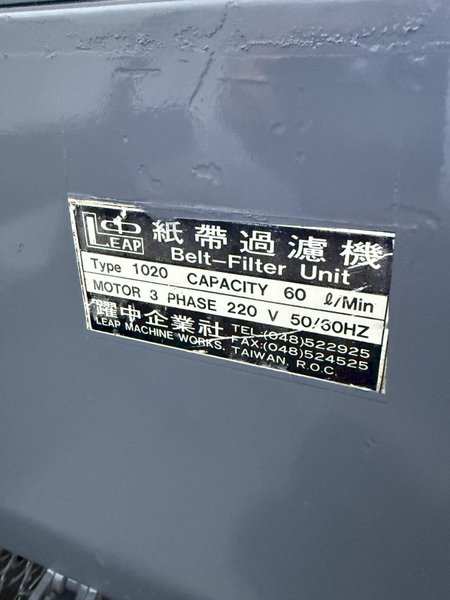 LEAP
紙帶過濾機
Belt-Filter Unit
Type 1020 CAPACITY 60 ℓ/Min
MOTOR 3 PHASE 220 V 50/60HZ
躍中企業社 TEL:(048)522925
FAX:(048)524525
LEAP MACHINE WORKS. TAIWAN, R.O.C.